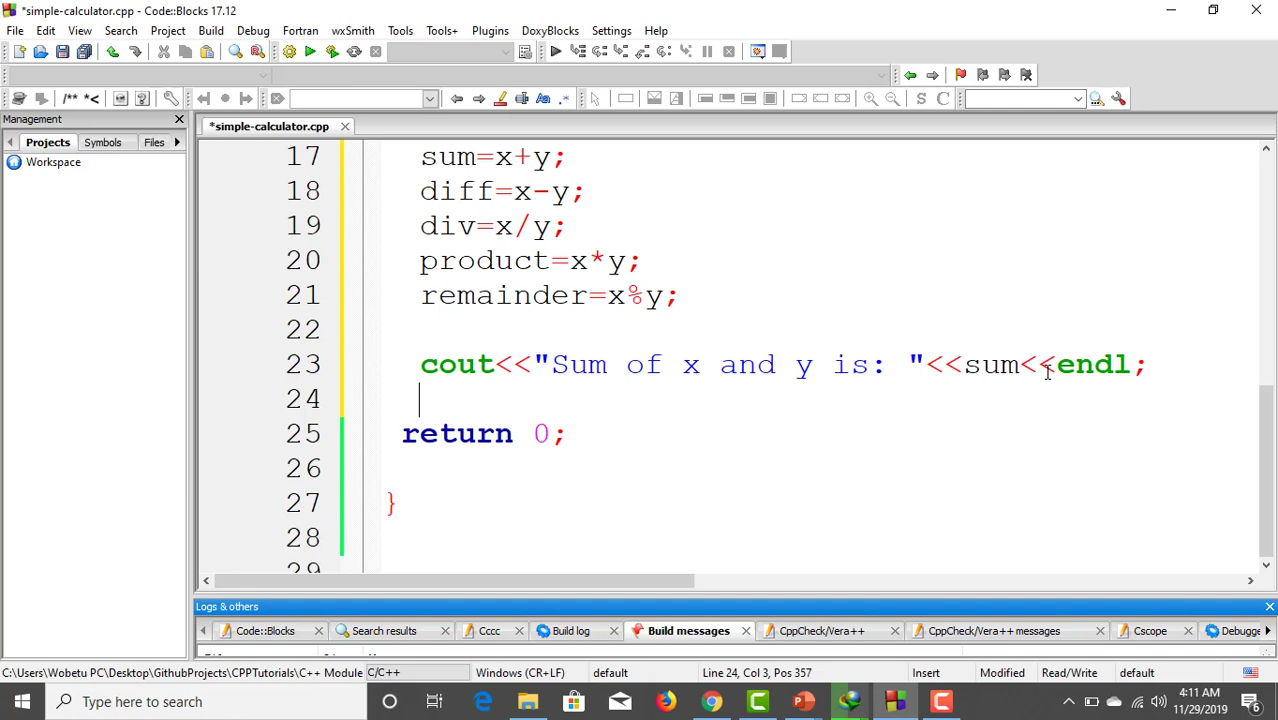 *simple-calculator.cpp - Code::Blocks 17.12
File Edit View Search Project Build Debug Fortran wxSmith Tools Tools+ Plugins DoxyBlocks Settings Help
/** *<
S C
Management
Projects Symbols Files
Workspace
*simple-calculator.cpp
17 sum=x+y;
18 diff=x-y;
19 div=x/y;
20 product=x*y;
21 remainder=x%y;
22
23 cout<<"Sum of x and y is: "<<sum<<endl;
24
25 return 0;
26
27 }
28
29
Logs & others
Code::Blocks Search results Cccc Build log Build messages CppCheck/Vera++ CppCheck/Vera++ messages Cscope Debugge
C:\Users\Wobetu PC\Desktop\GithubProjects\CPPTutorials\C++ Module C/C++ Windows (CR+LF) default Line 24, Col 3, Pos 357 Insert Modified Read/Write default
Type here to search
4:11 AM
11/29/2019
6